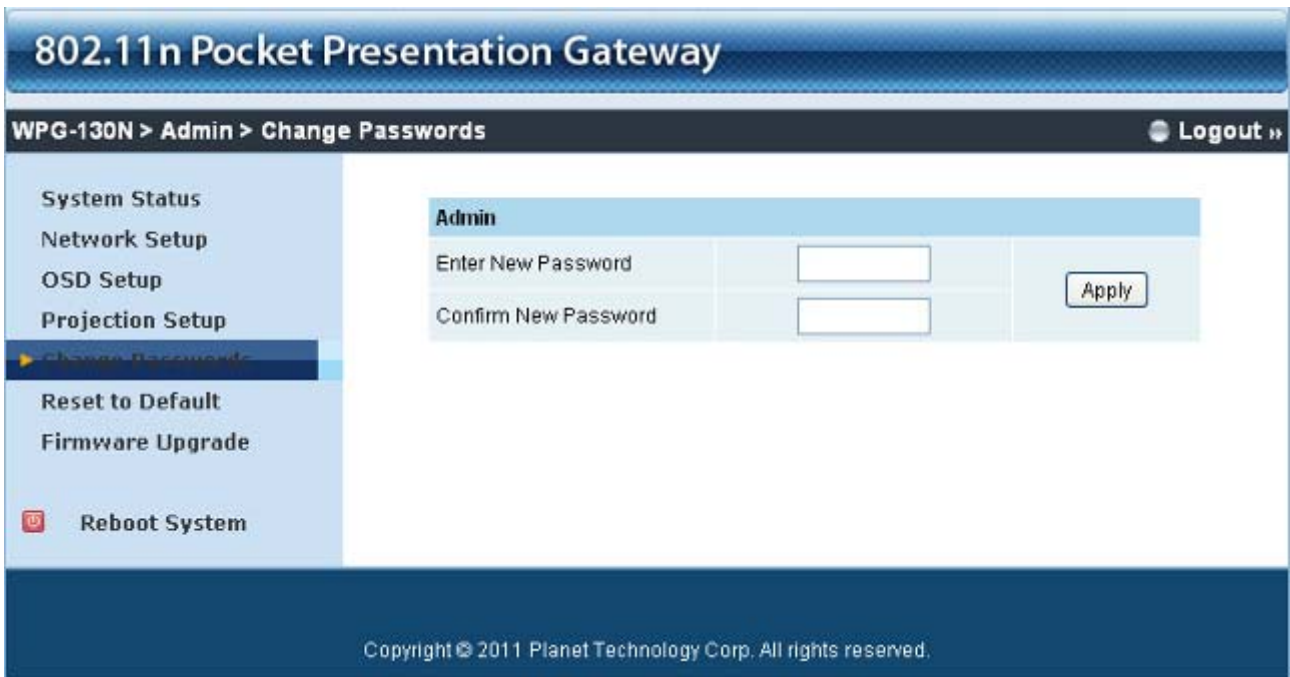 802.11n Pocket Presentation Gateway
WPG-130N > Admin > Change Passwords
Logout »
System Status
Network Setup
OSD Setup
Projection Setup
Change Passwords
Reset to Default
Firmware Upgrade
Reboot System
Admin
Enter New Password
Confirm New Password
Apply
Copyright © 2011 Planet Technology Corp. All rights reserved.